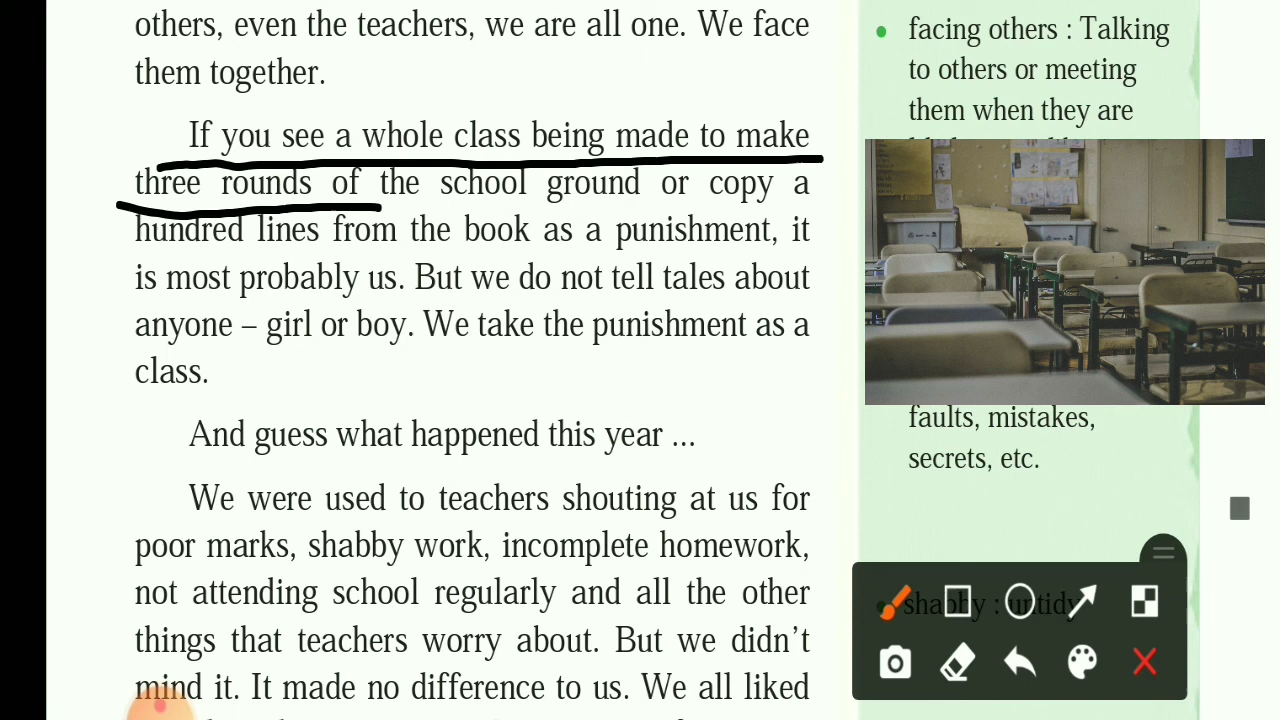 others, even the teachers, we are all one. We face
them together.
If you see a whole class being made to make
three rounds of the school ground or copy a
hundred lines from the book as a punishment, it
is most probably us. But we do not tell tales about
anyone – girl or boy. We take the punishment as a
class.
And guess what happened this year ...
We were used to teachers shouting at us for
poor marks, shabby work, incomplete homework,
not attending school regularly and all the other
things that teachers worry about. But we didn't
mind it. It made no difference to us. We all liked
• facing others : Talking
to others or meeting
them when they are
faults, mistakes,
secrets, etc.
• shabby : untidy